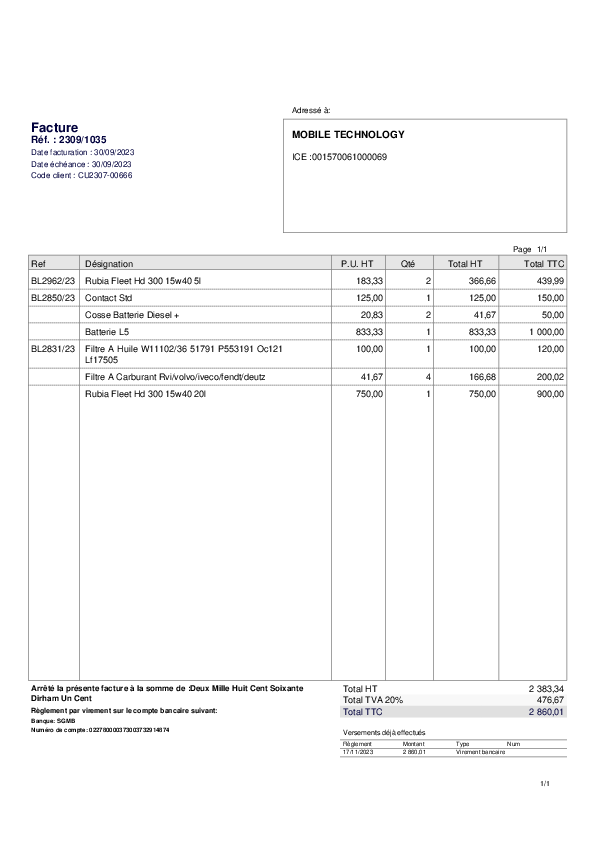 Adressé à:
Facture
Réf. : 2309/1035
Date facturation : 30/09/2023
Date échéance : 30/09/2023
Code client : CU2307-00666
MOBILE TECHNOLOGY
ICE :001570061000069
Page 1/1
Ref Désignation P.U. HT Qté Total HT Total TTC
BL2962/23 Rubia Fleet Hd 300 15w40 5l 183,33 2 366,66 439,99
BL2850/23 Contact Std 125,00 1 125,00 150,00
Cosse Batterie Diesel + 20,83 2 41,67 50,00
Batterie L5 833,33 1 833,33 1 000,00
BL2831/23 Filtre A Huile W11102/36 51791 P553191 Oc121 100,00 1 100,00 120,00
Lf17505
Filtre A Carburant Rvi/volvo/iveco/fendt/deutz 41,67 4 166,68 200,02
Rubia Fleet Hd 300 15w40 20l 750,00 1 750,00 900,00
Arrêté la présente facture à la somme de :Deux Mille Huit Cent Soixante
Dirham Un Cent
Règlement par virement sur le compte bancaire suivant:
Banque: SGMB
Numéro de compte: 022780000373003732914874
Total HT 2 383,34
Total TVA 20% 476,67
Total TTC 2 860,01
Versements déjà effectués
Règlement Montant Type Num
17/11/2023 2 860,01 Virement bancaire
1/1